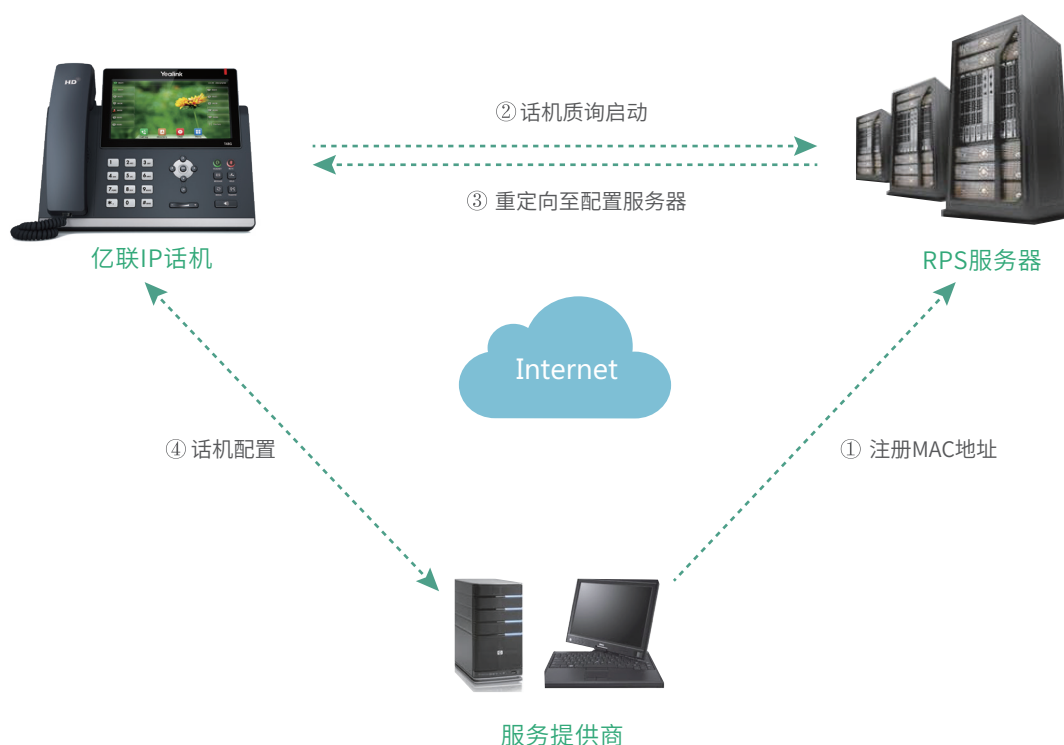 HD
Yealink
② 话机质询启动
③ 重定向至配置服务器
亿联IP话机
RPS服务器
Internet
④ 话机配置
① 注册MAC地址
服务提供商